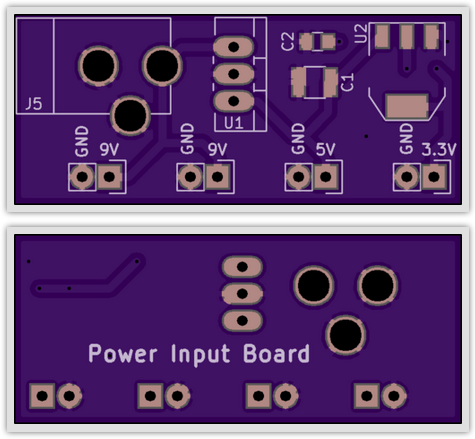 C2
U2
C1
J5
U1
GND 9V
GND 9V
GND 5V
GND 3.3V
Power Input Board